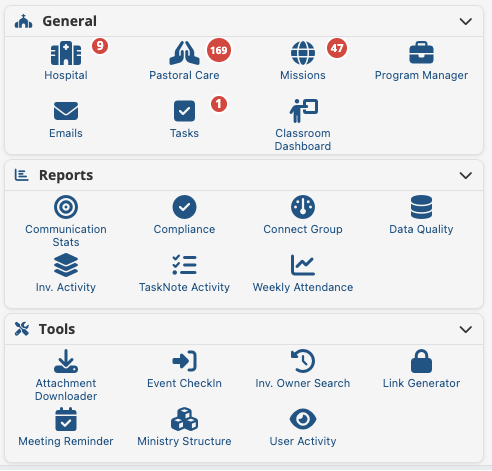 General
9
169
47
Hospital
Pastoral Care
Missions
Program Manager
1
Emails
Tasks
Classroom
Dashboard
Reports
Communication
Stats
Compliance
Connect Group
Data Quality
Inv. Activity
TaskNote Activity
Weekly Attendance
Tools
Attachment
Downloader
Event CheckIn
Inv. Owner Search
Link Generator
Meeting Reminder
Ministry Structure
User Activity